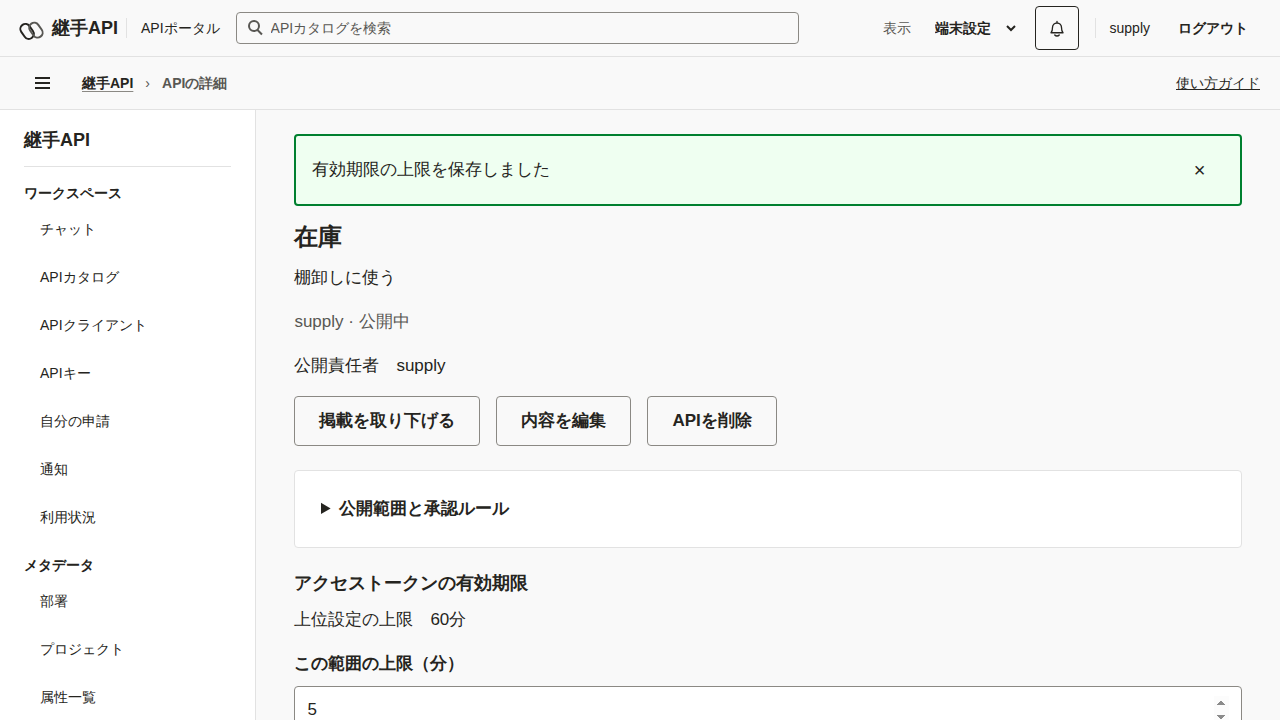 継手API
APIポータル
APIカタログを検索
表示
端末設定
supply
ログアウト
継手API › APIの詳細
使い方ガイド
継手API
ワークスペース
チャット
APIカタログ
APIクライアント
APIキー
自分の申請
通知
利用状況
メタデータ
部署
プロジェクト
属性一覧
有効期限の上限を保存しました
×
在庫
棚卸しに使う
supply · 公開中
公開責任者 supply
掲載を取り下げる
内容を編集
APIを削除
公開範囲と承認ルール
アクセストークンの有効期限
上位設定の上限 60分
この範囲の上限（分）
5